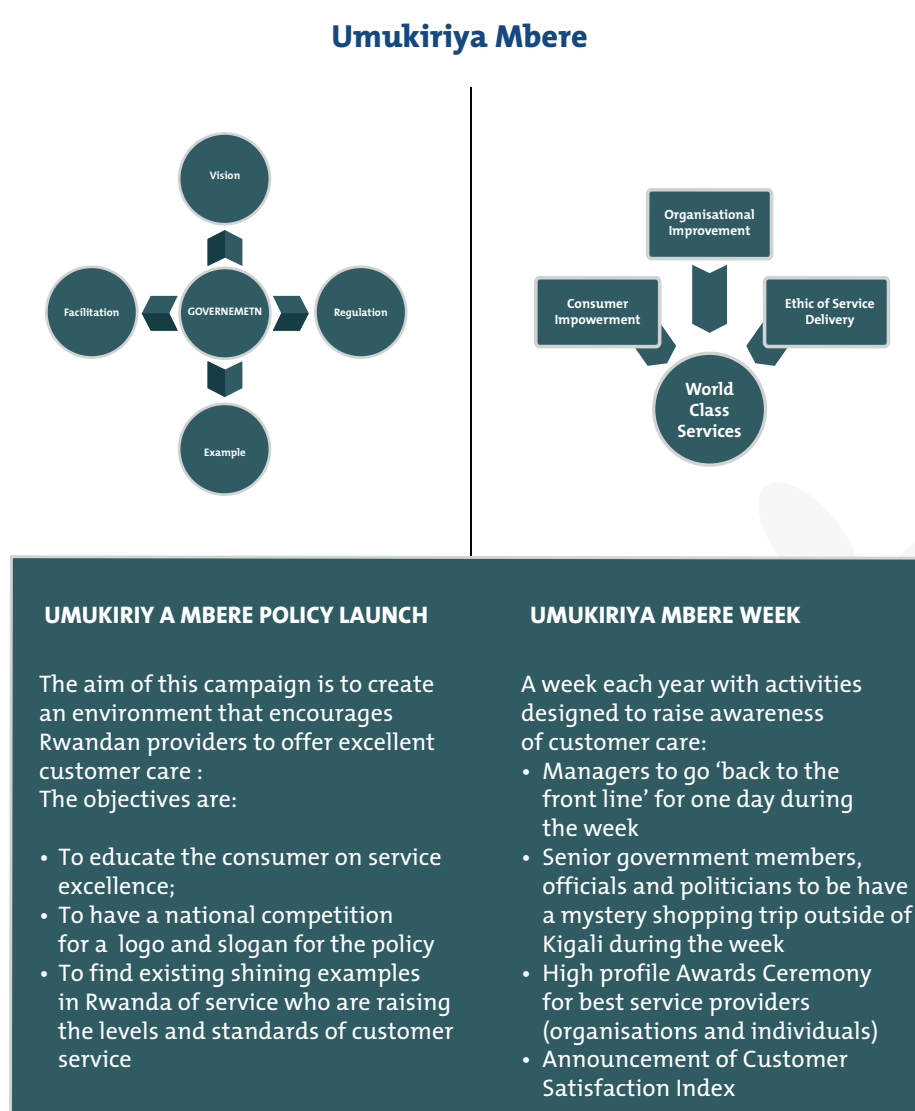 Umukiriya Mbere
Vision
Facilitation
GOVERNEMETN
Regulation
Example
Organisational
Improvement
Consumer
Impowerment
Ethic of Service
Delivery
World
Class
Services
UMUKIRIY A MBERE POLICY LAUNCH
The aim of this campaign is to create
an environment that encourages
Rwandan providers to offer excellent
customer care :
The objectives are:
• To educate the consumer on service
excellence;
• To have a national competition
for a logo and slogan for the policy
• To find existing shining examples
in Rwanda of service who are raising
the levels and standards of customer
service
UMUKIRIYA MBERE WEEK
A week each year with activities
designed to raise awareness
of customer care:
• Managers to go ‘back to the
front line’ for one day during
the week
• Senior government members,
officials and politicians to be have
a mystery shopping trip outside of
Kigali during the week
• High profile Awards Ceremony
for best service providers
(organisations and individuals)
• Announcement of Customer
Satisfaction Index